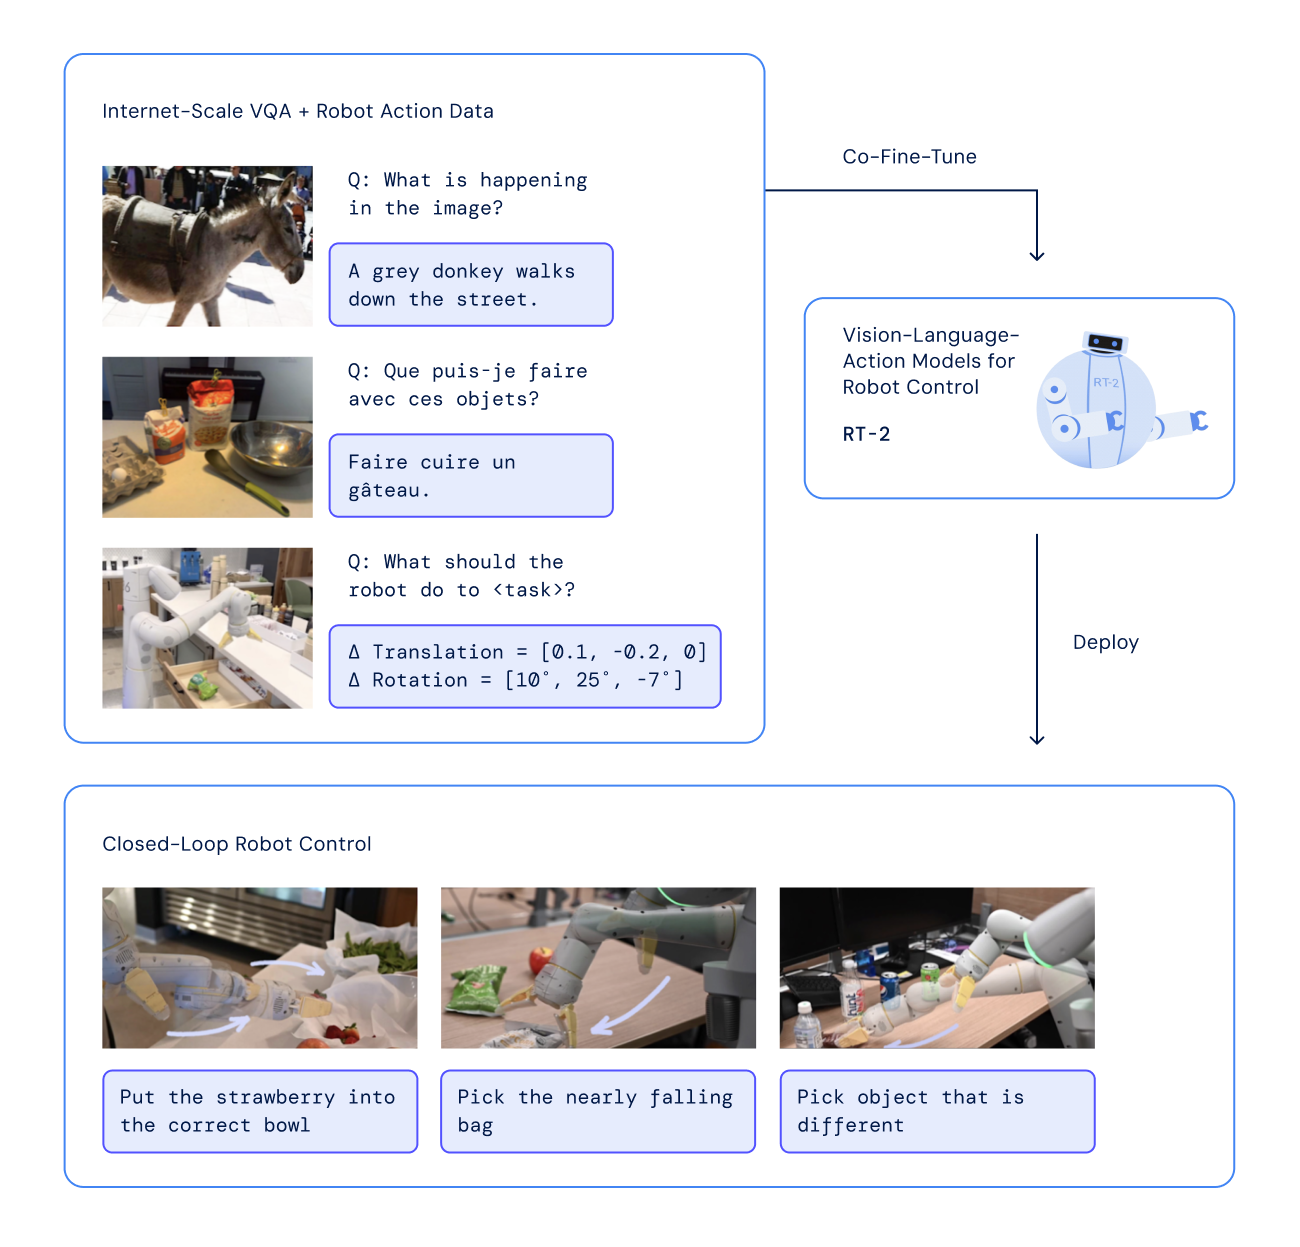 Internet-Scale VQA + Robot Action Data
Q: What is happening
in the image?
A grey donkey walks
down the street.
Q: Que puis-je faire
avec ces objets?
Faire cuire un
gâteau.
Q: What should the
robot do to <task>?
Δ Translation = [0.1, -0.2, 0]
Δ Rotation = [10°, 25°, -7°]
Co-Fine-Tune
Vision-Language-
Action Models for
Robot Control
RT-2
RT-2
Deploy
Closed-Loop Robot Control
Put the strawberry into
the correct bowl
Pick the nearly falling
bag
Pick object that is
different